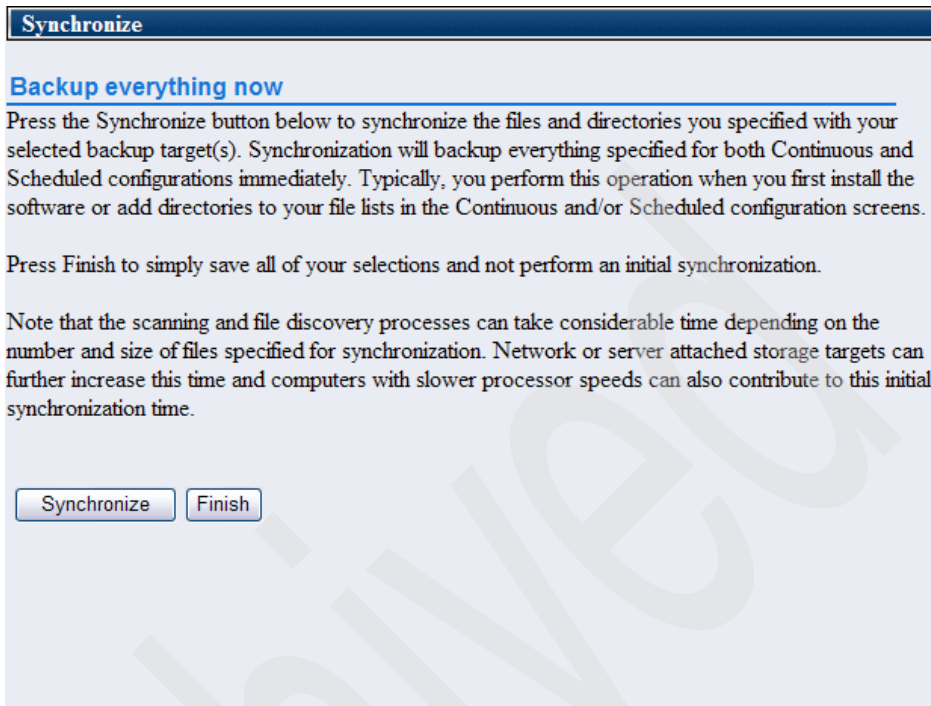 Synchronize
Backup everything now
Press the Synchronize button below to synchronize the files and directories you specified with your
selected backup target(s). Synchronization will backup everything specified for both Continuous and
Scheduled configurations immediately. Typically, you perform this operation when you first install the
software or add directories to your file lists in the Continuous and/or Scheduled configuration screens.
Press Finish to simply save all of your selections and not perform an initial synchronization.
Note that the scanning and file discovery processes can take considerable time depending on the
number and size of files specified for synchronization. Network or server attached storage targets can
further increase this time and computers with slower processor speeds can also contribute to this initial
synchronization time.
Synchronize Finish
hived